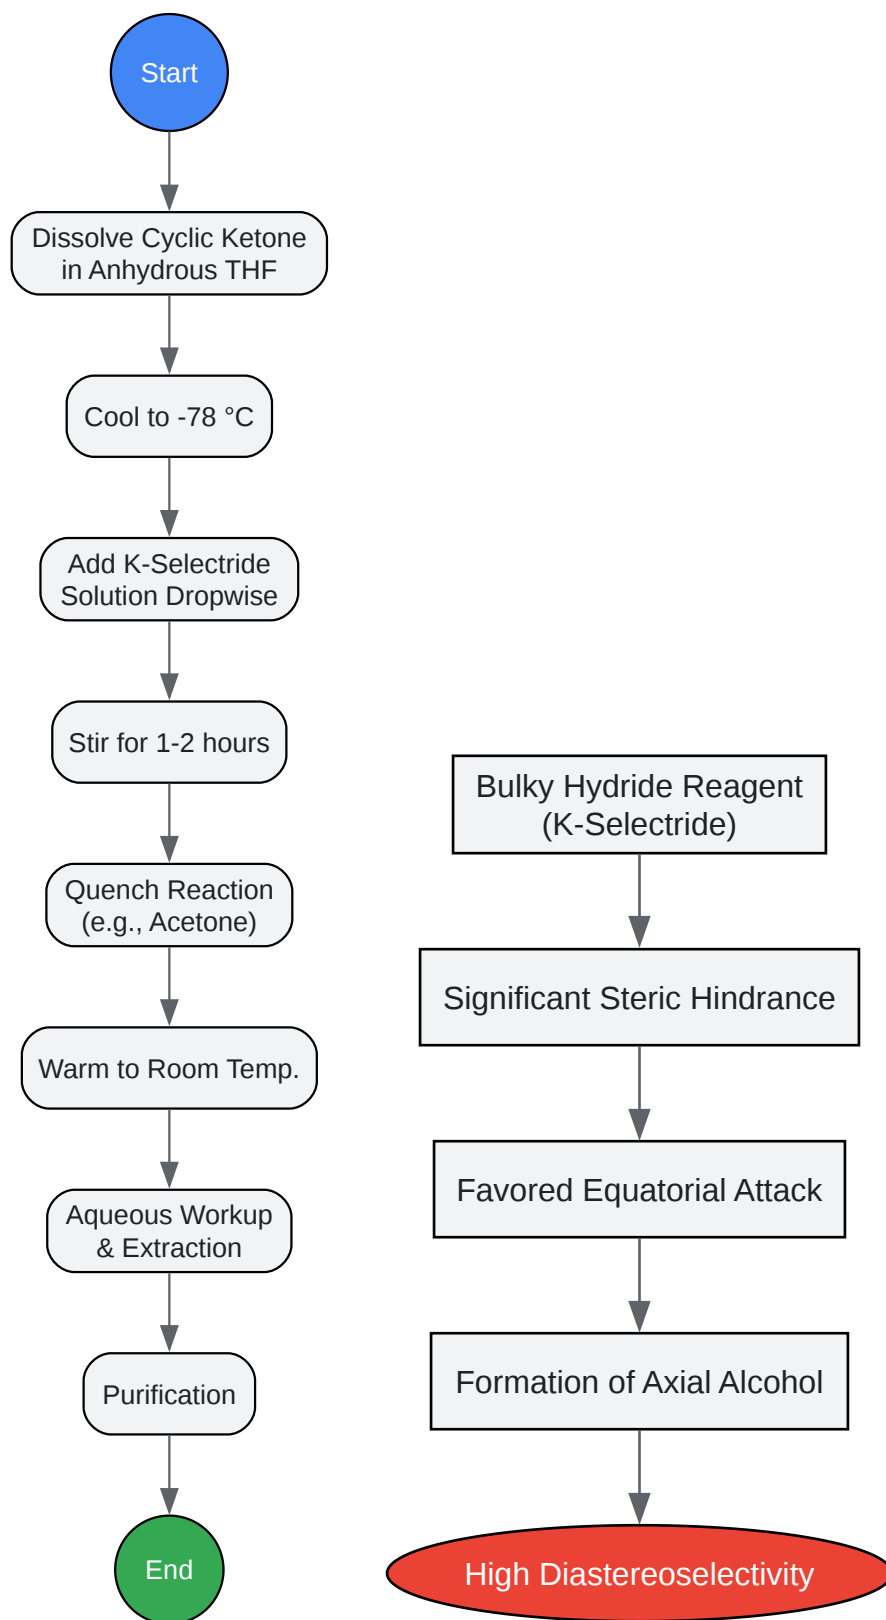 Start
Dissolve Cyclic Ketone
in Anhydrous THF
Cool to -78 °C
Add K-Selectride
Solution Dropwise
Stir for 1-2 hours
Quench Reaction
(e.g., Acetone)
Warm to Room Temp.
Aqueous Workup
& Extraction
Purification
End
Bulky Hydride Reagent
(K-Selectride)
Significant Steric Hindrance
Favored Equatorial Attack
Formation of Axial Alcohol
High Diastereoselectivity